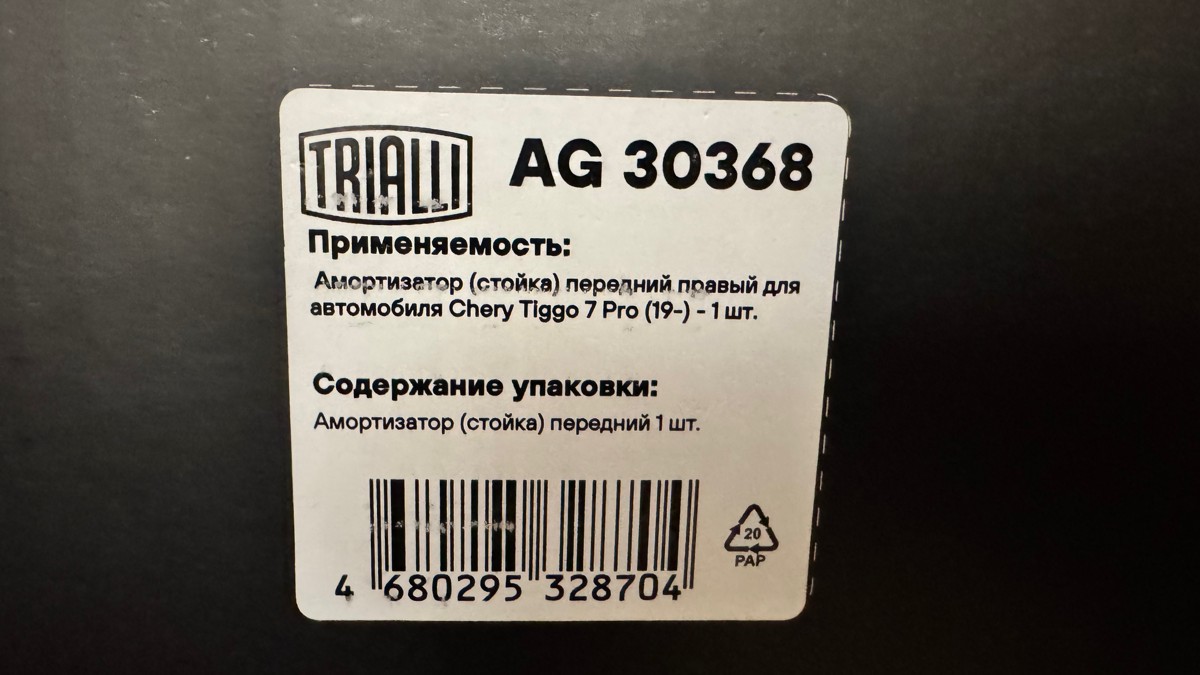 TRIALLI
AG 30368
Применяемость:
Амортизатор (стойка) передний правый для
автомобиля Chery Tiggo 7 Pro (19-) - 1 шт.
Содержание упаковки:
Амортизатор (стойка) передний 1 шт.
20
PAP
4 680295 328704